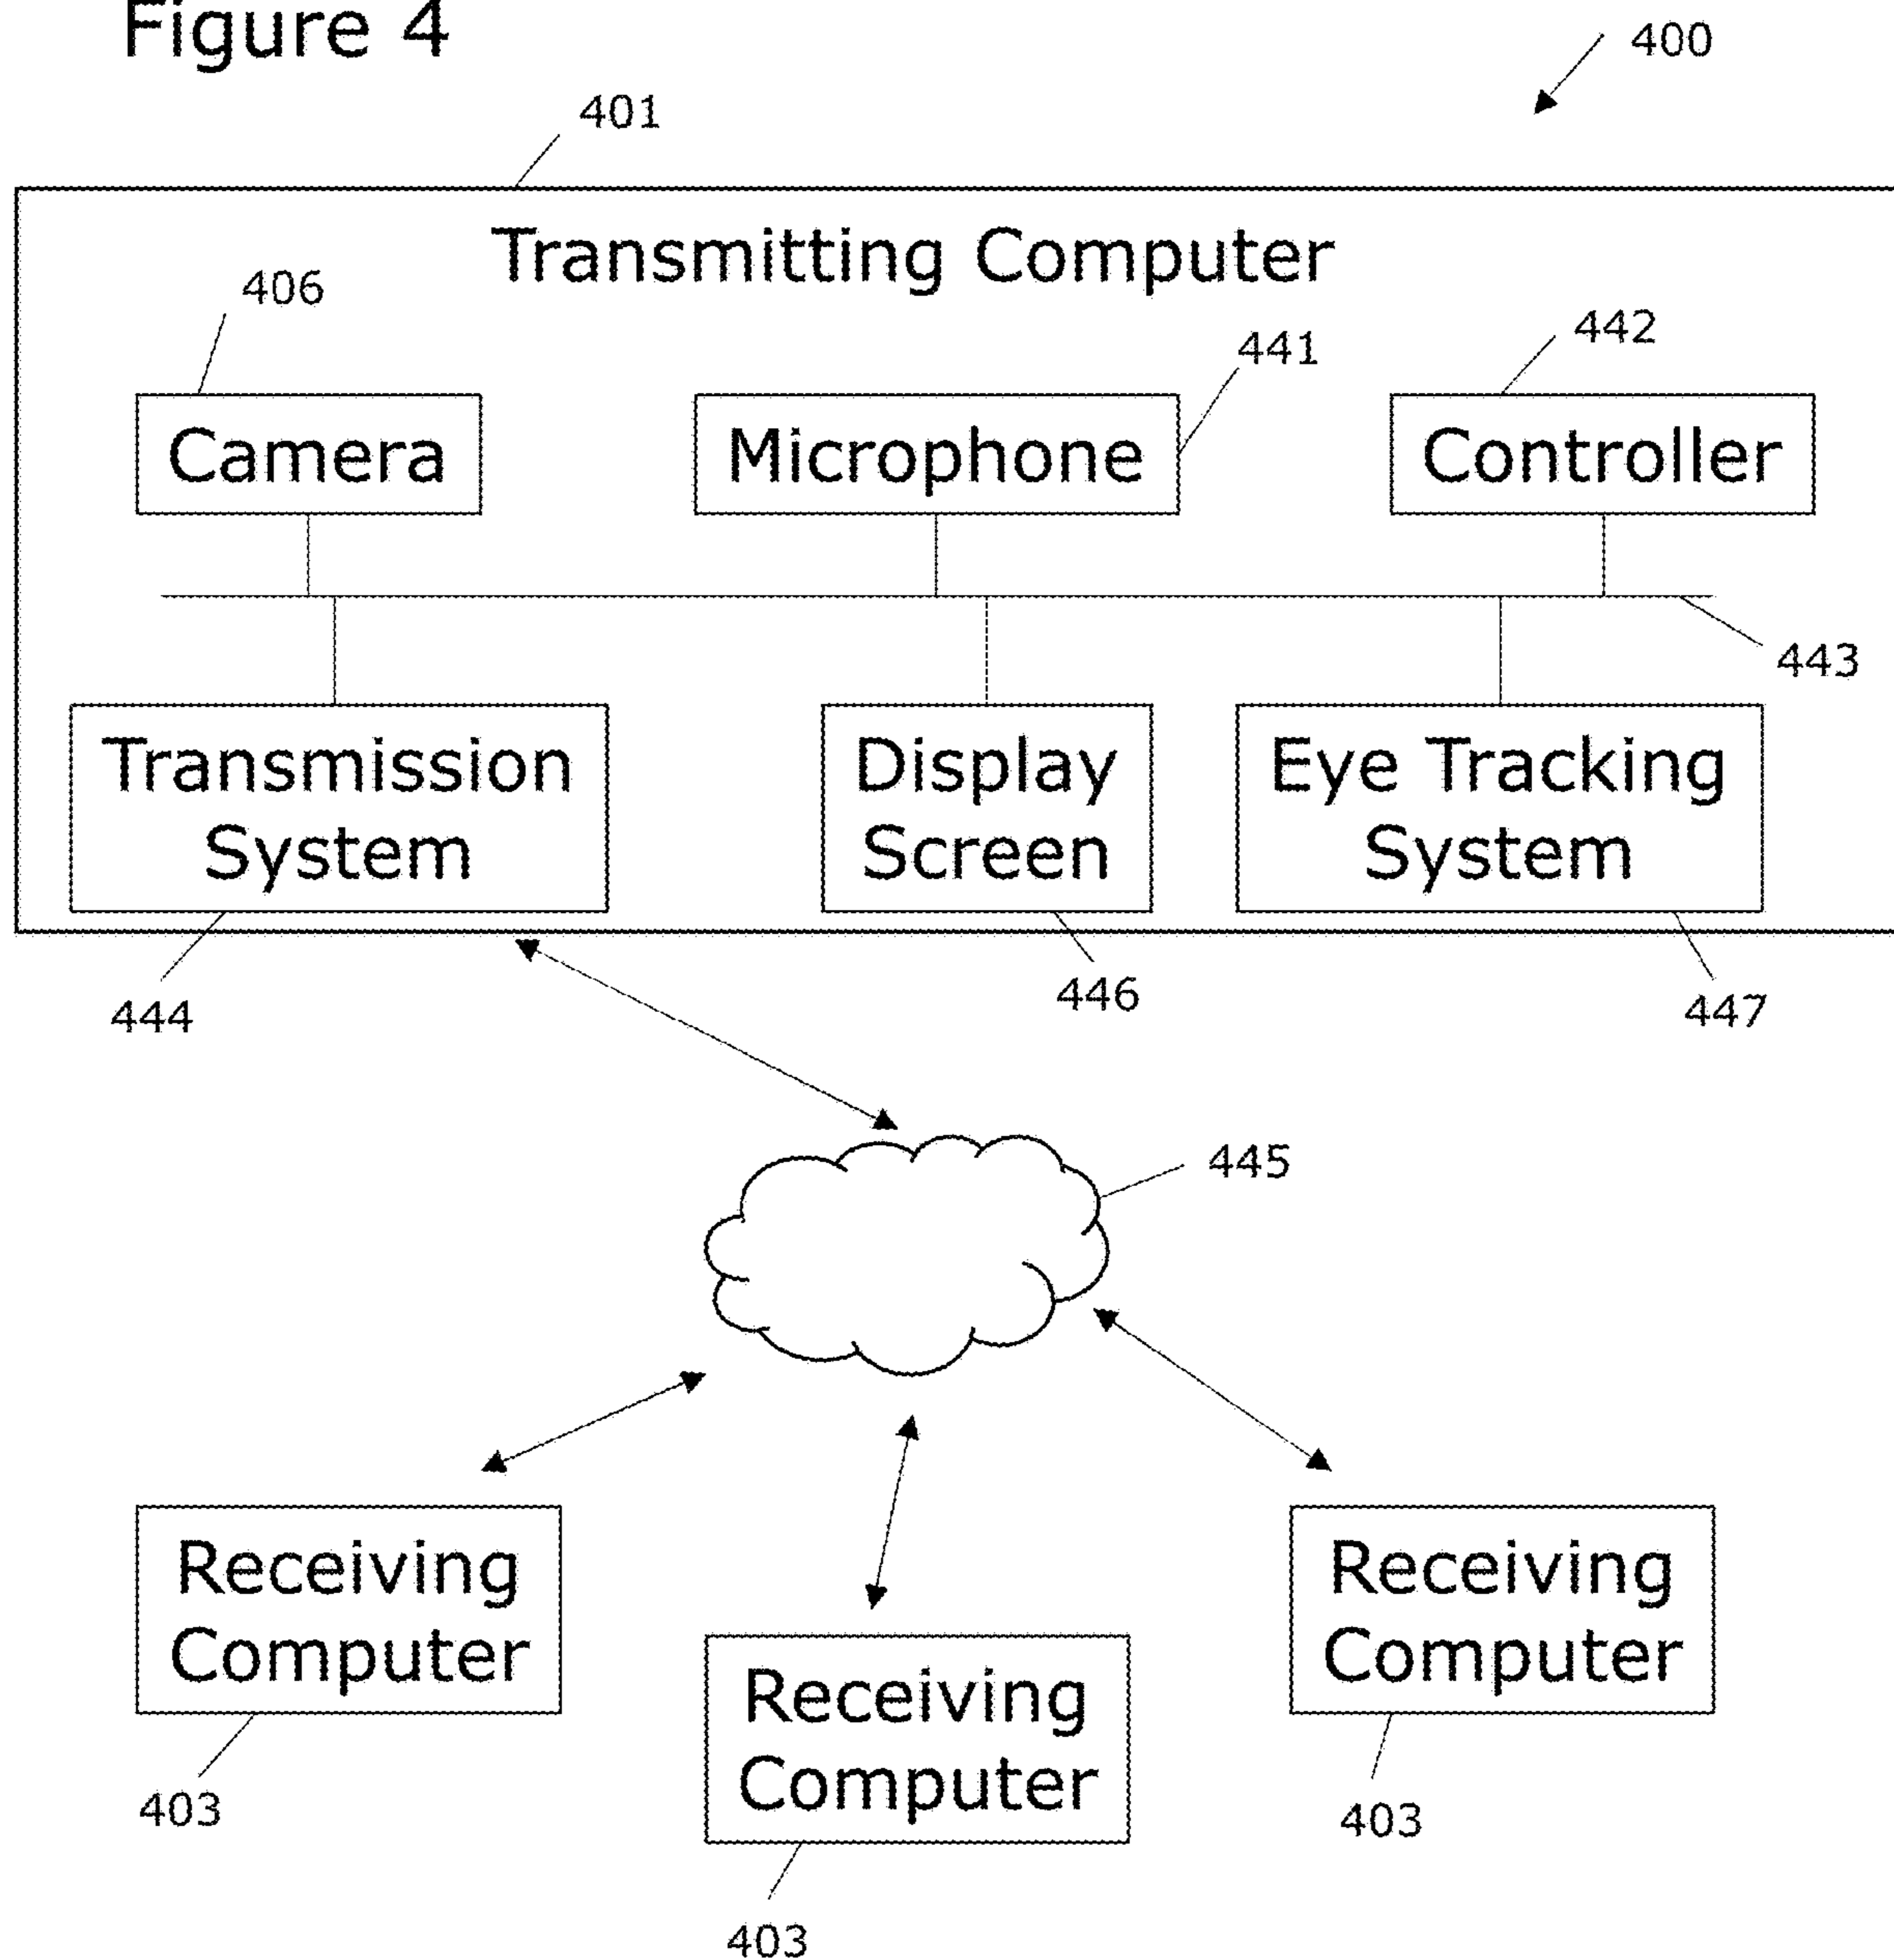 Figure 4
400
401
Transmitting Computer
406
441
442
Camera
Microphone
Controller
443
Transmission
System
Display
Screen
Eye Tracking
System
444
446
447
445
Receiving
Computer
Receiving
Computer
Receiving
Computer
403
403
403